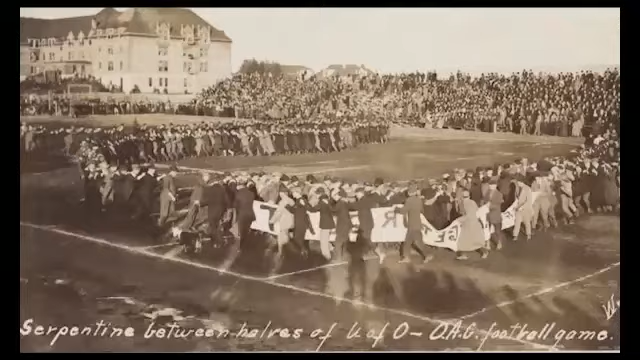 Serpentine between halves of U of O - O.A.C. football game.